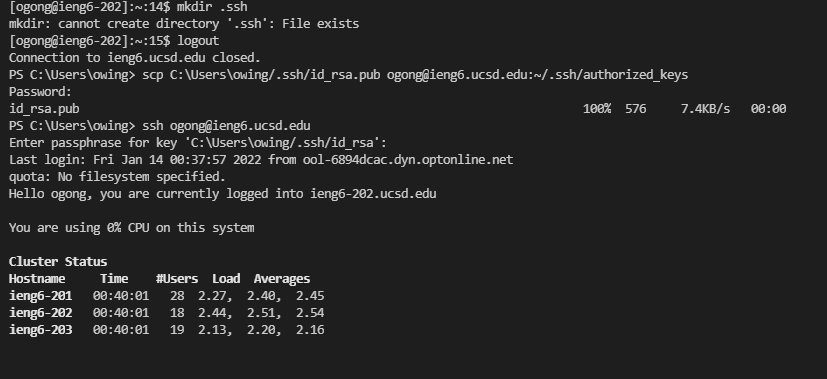 [ogong@ieng6-202]:~:14$ mkdir .ssh
mkdir: cannot create directory '.ssh': File exists
[ogong@ieng6-202]:~:15$ logout
Connection to ieng6.ucsd.edu closed.
PS C:\Users\owing> scp C:\Users\owing/.ssh/id_rsa.pub ogong@ieng6.ucsd.edu:~/.ssh/authorized_keys
Password:
id_rsa.pub 100% 576 7.4KB/s 00:00
PS C:\Users\owing> ssh ogong@ieng6.ucsd.edu
Enter passphrase for key 'C:\Users\owing/.ssh/id_rsa':
Last login: Fri Jan 14 00:37:57 2022 from ool-6894dcac.dyn.optonline.net
quota: No filesystem specified.
Hello ogong, you are currently logged into ieng6-202.ucsd.edu
You are using 0% CPU on this system
Cluster Status
Hostname Time #Users Load Averages
ieng6-201 00:40:01 28 2.27, 2.40, 2.45
ieng6-202 00:40:01 18 2.44, 2.51, 2.54
ieng6-203 00:40:01 19 2.13, 2.20, 2.16